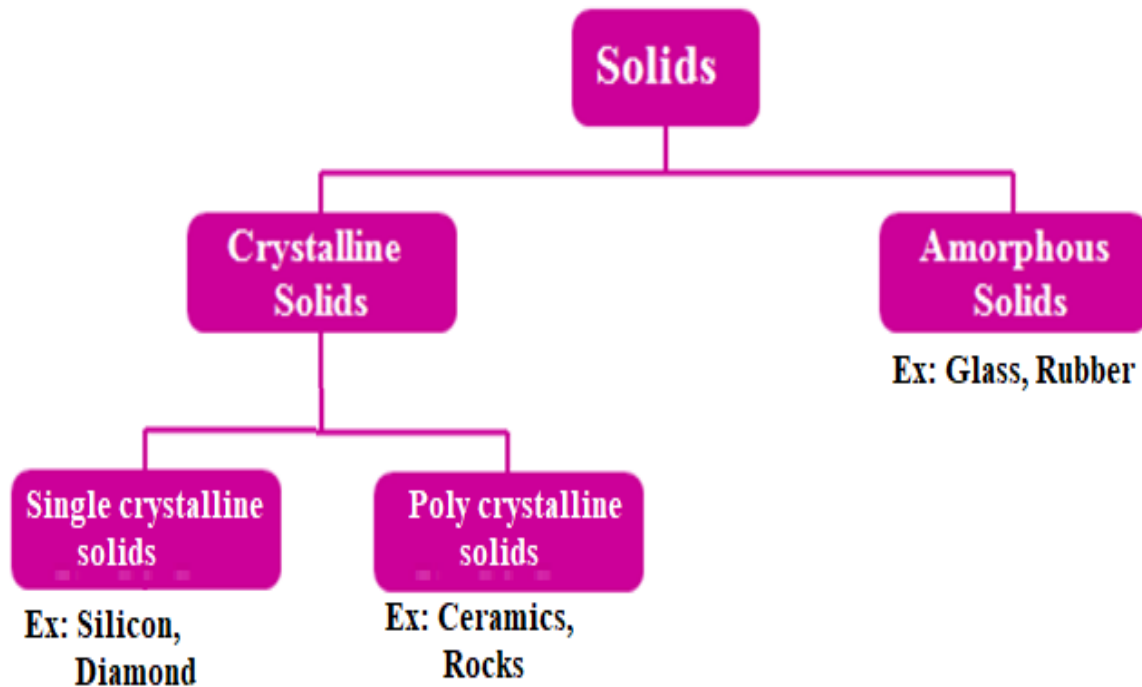 Solids
Crystalline
Solids
Amorphous
Solids
Ex: Glass, Rubber
Single crystalline
solids
Poly crystalline
solids
Ex: Silicon,
Diamond
Ex: Ceramics,
Rocks